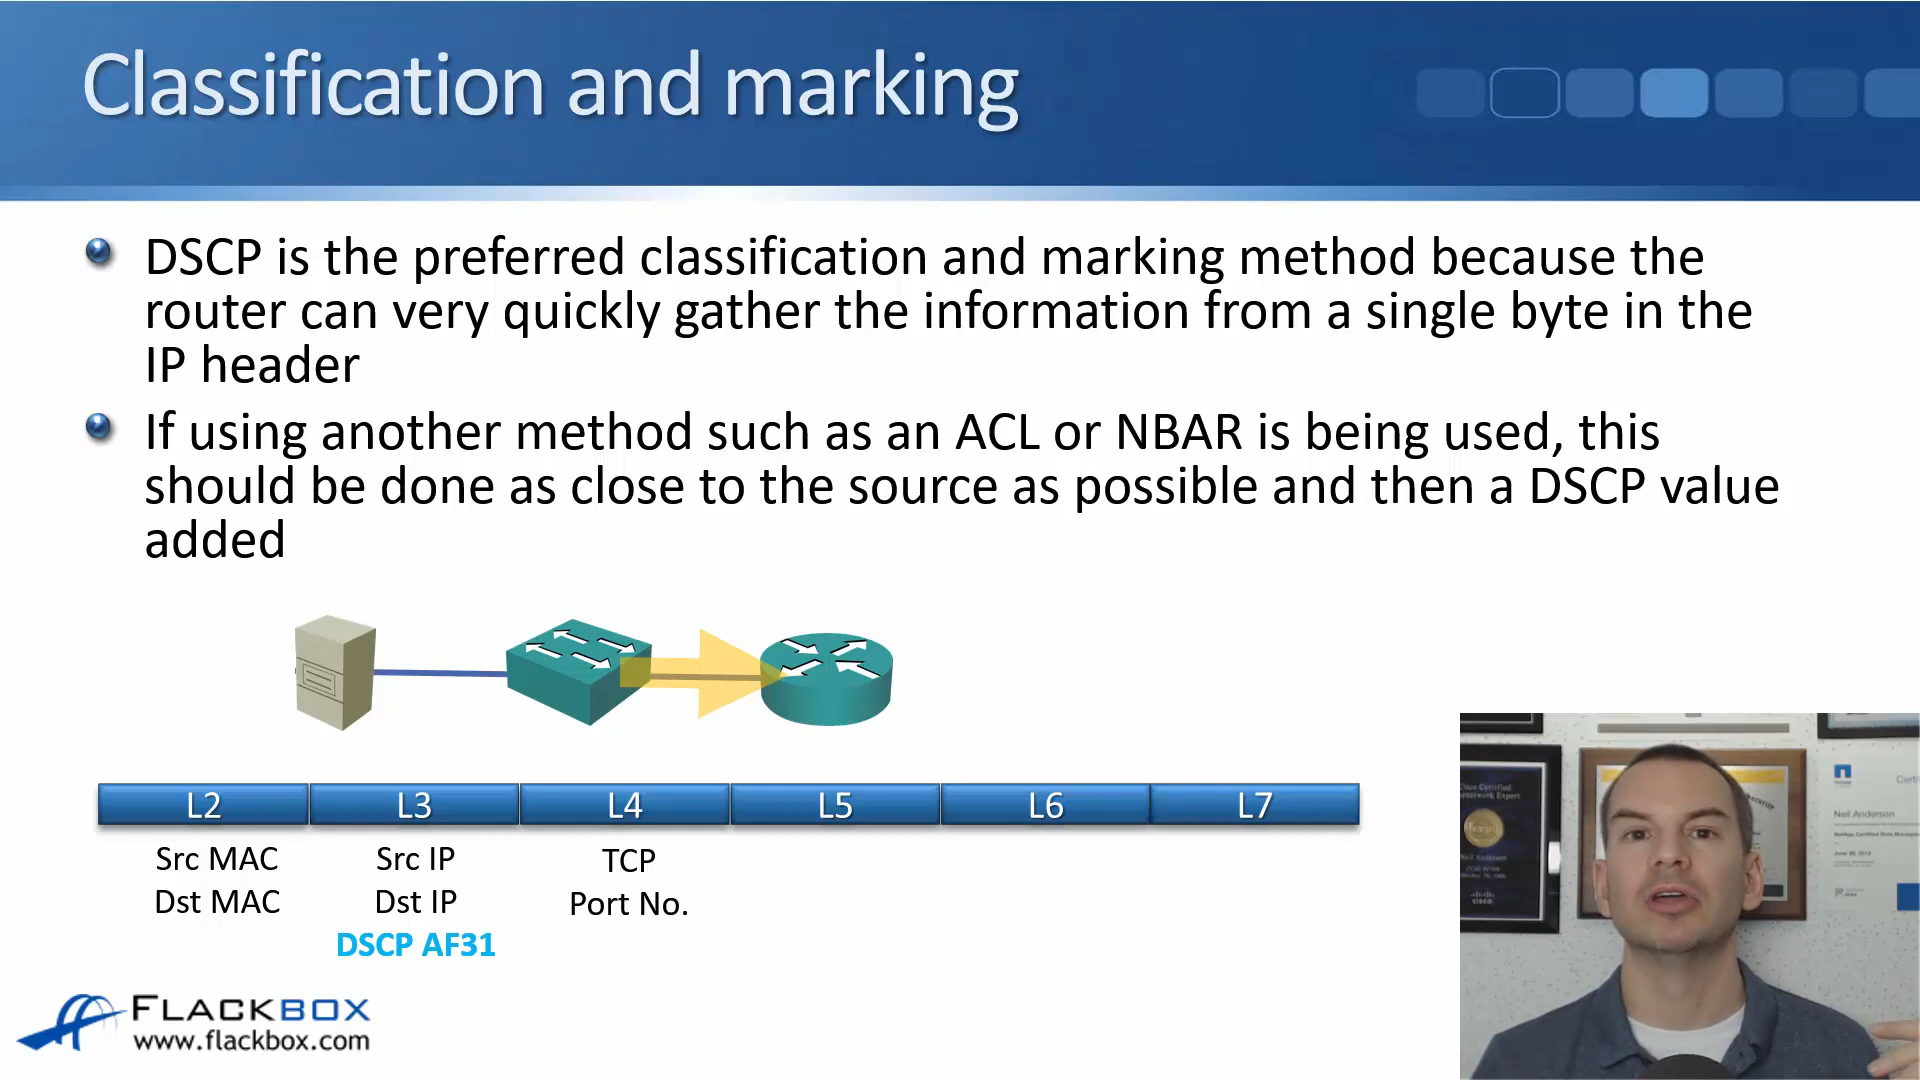 Classification and marking
DSCP is the preferred classification and marking method because the
router can very quickly gather the information from a single byte in the
IP header
If using another method such as an ACL or NBAR is being used, this
should be done as close to the source as possible and then a DSCP value
added
L2 L3 L4 L5 L6 L7
Src MAC Src IP TCP
Dst MAC Dst IP Port No.
DSCP AF31
FLACKBOX
www.flackbox.com
Neil Anderson